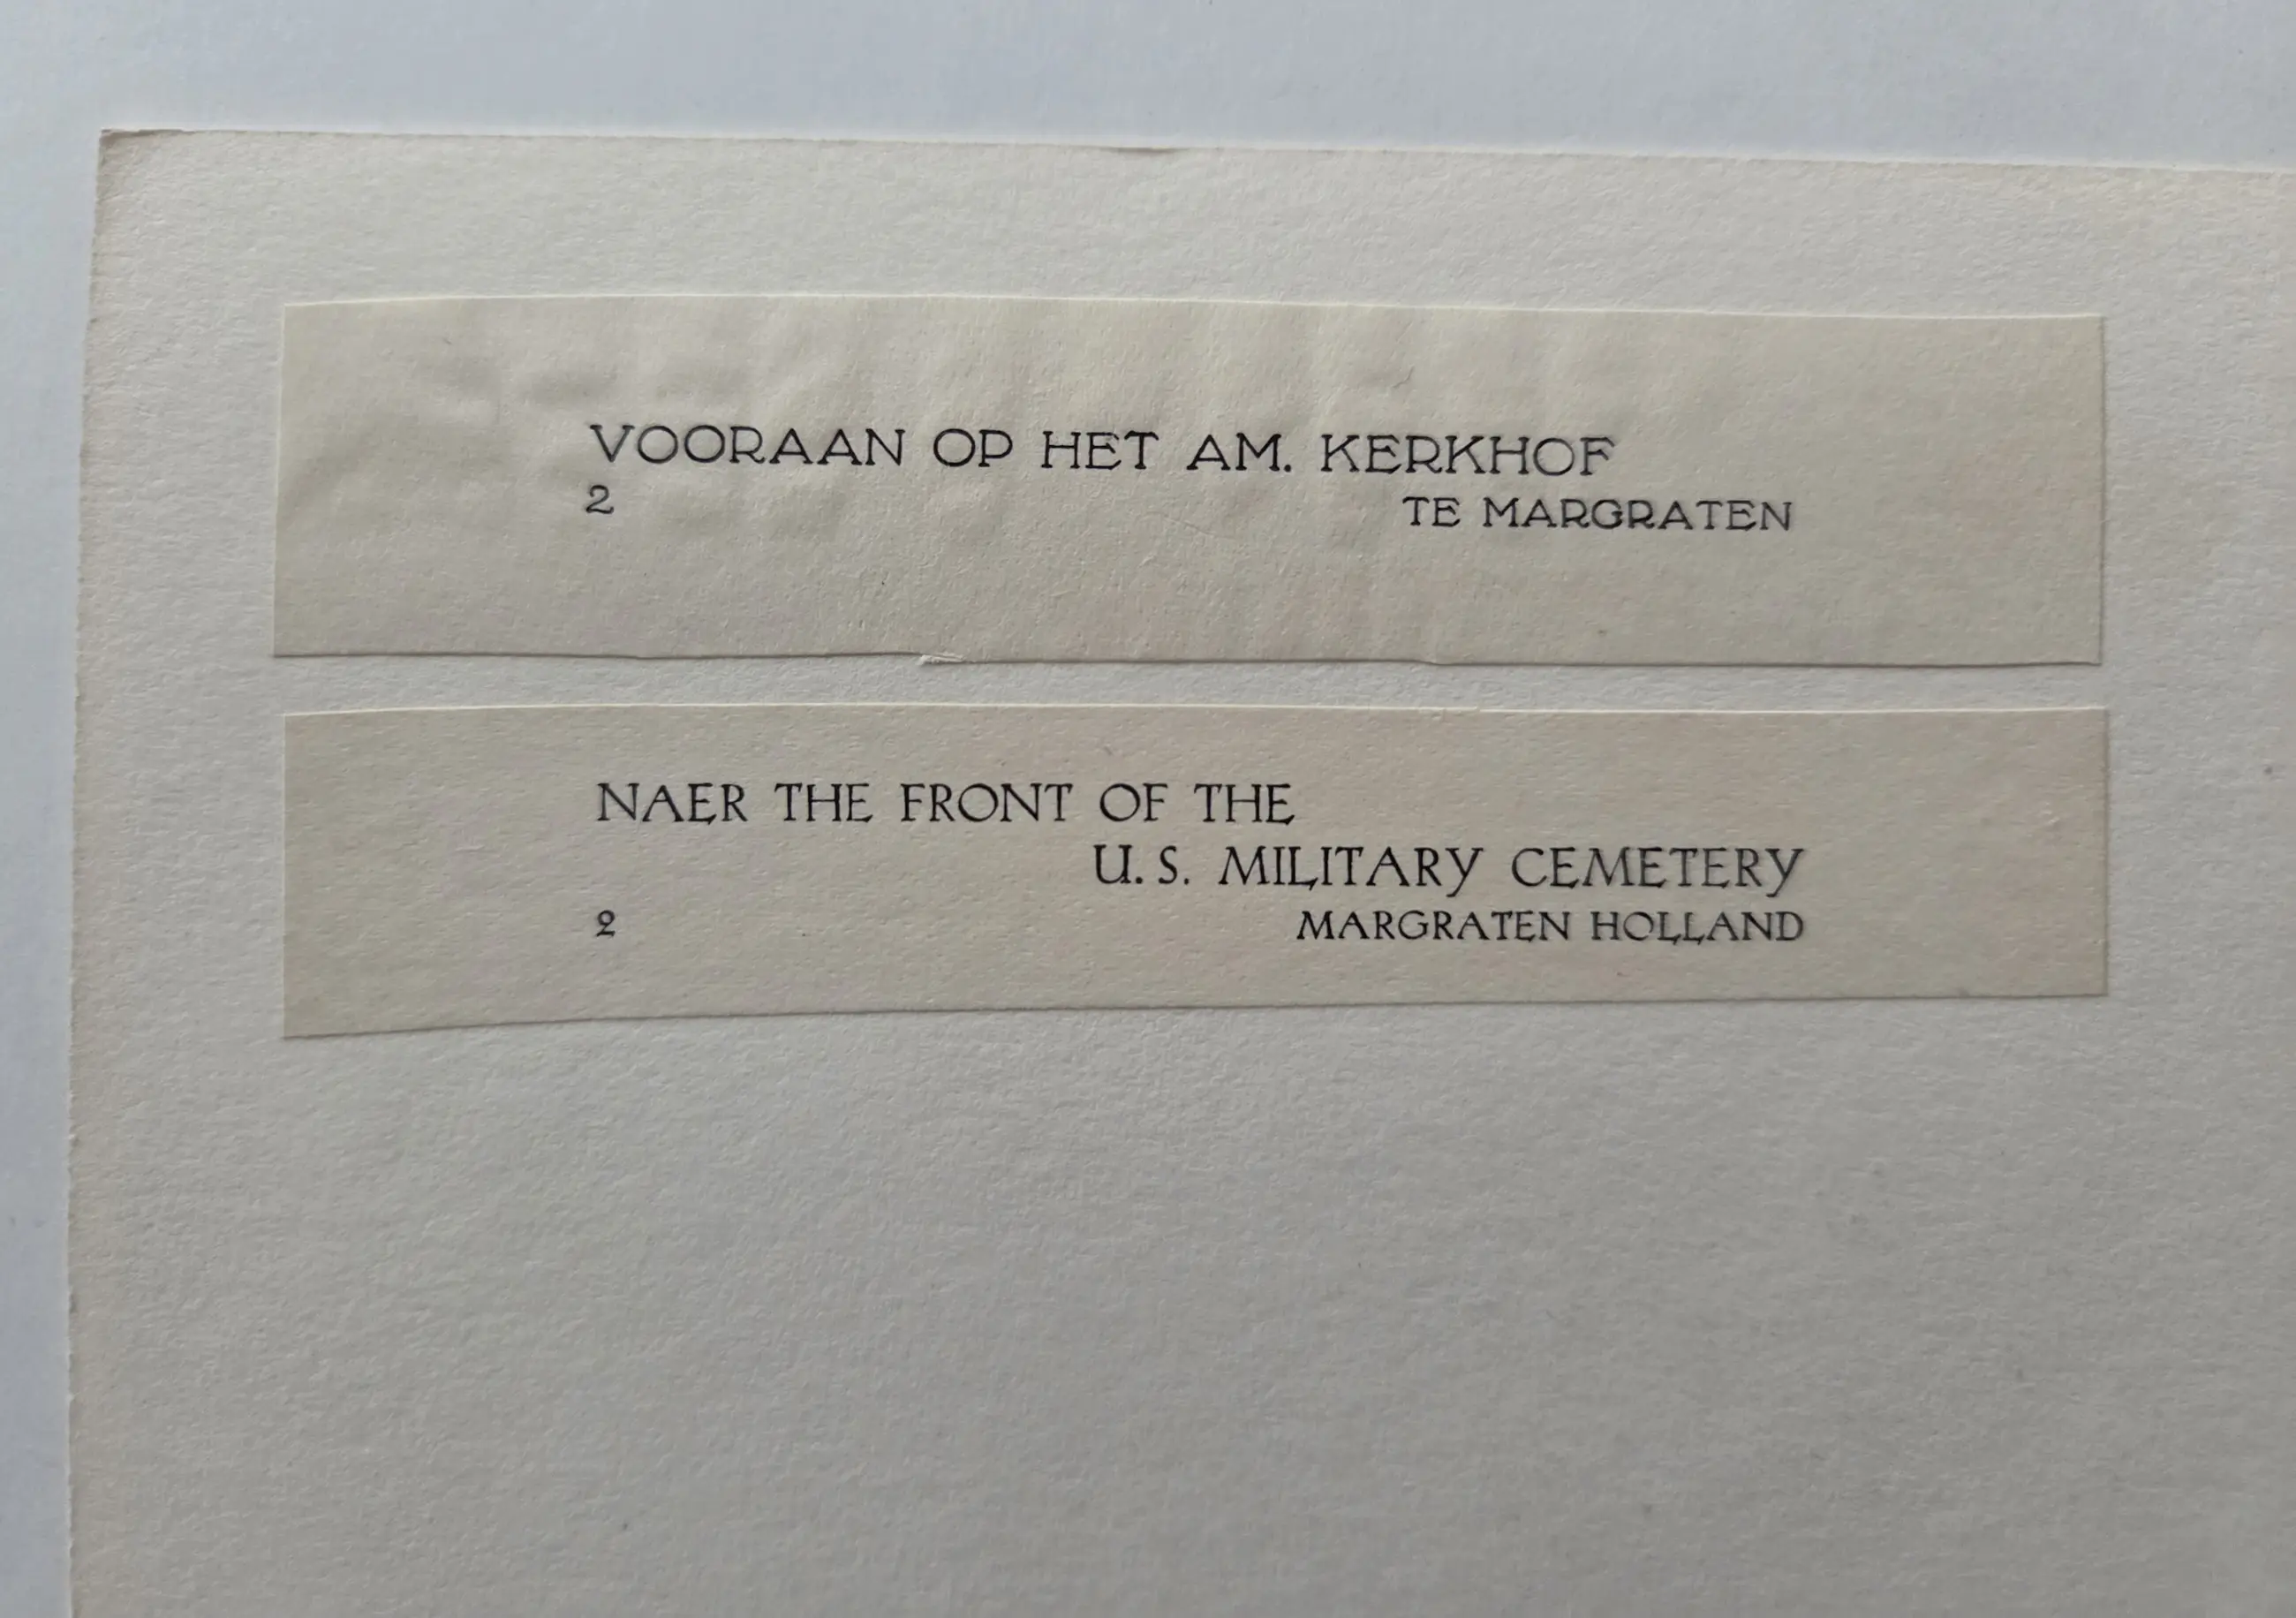 VOORAAN OP HET AM. KERKHOF
2 TE MARGRATEN
NAER THE FRONT OF THE
U. S. MILITARY CEMETERY
2 MARGRATEN HOLLAND